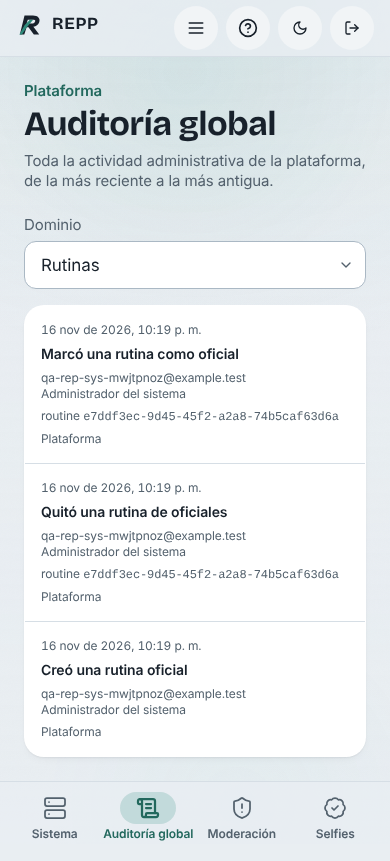 REPP
Plataforma
Auditoría global
Toda la actividad administrativa de la plataforma,
de la más reciente a la más antigua.
Dominio
Rutinas
16 nov de 2026, 10:19 p. m.
Marcó una rutina como oficial
qa-rep-sys-mwjtpnoz@example.test
Administrador del sistema
routine e7ddf3ec-9d45-45f2-a2a8-74b5caf63d6a
Plataforma
16 nov de 2026, 10:19 p. m.
Quitó una rutina de oficiales
qa-rep-sys-mwjtpnoz@example.test
Administrador del sistema
routine e7ddf3ec-9d45-45f2-a2a8-74b5caf63d6a
Plataforma
16 nov de 2026, 10:19 p. m.
Creó una rutina oficial
qa-rep-sys-mwjtpnoz@example.test
Administrador del sistema
Plataforma
Sistema
Auditoría global
Moderación
Selfies